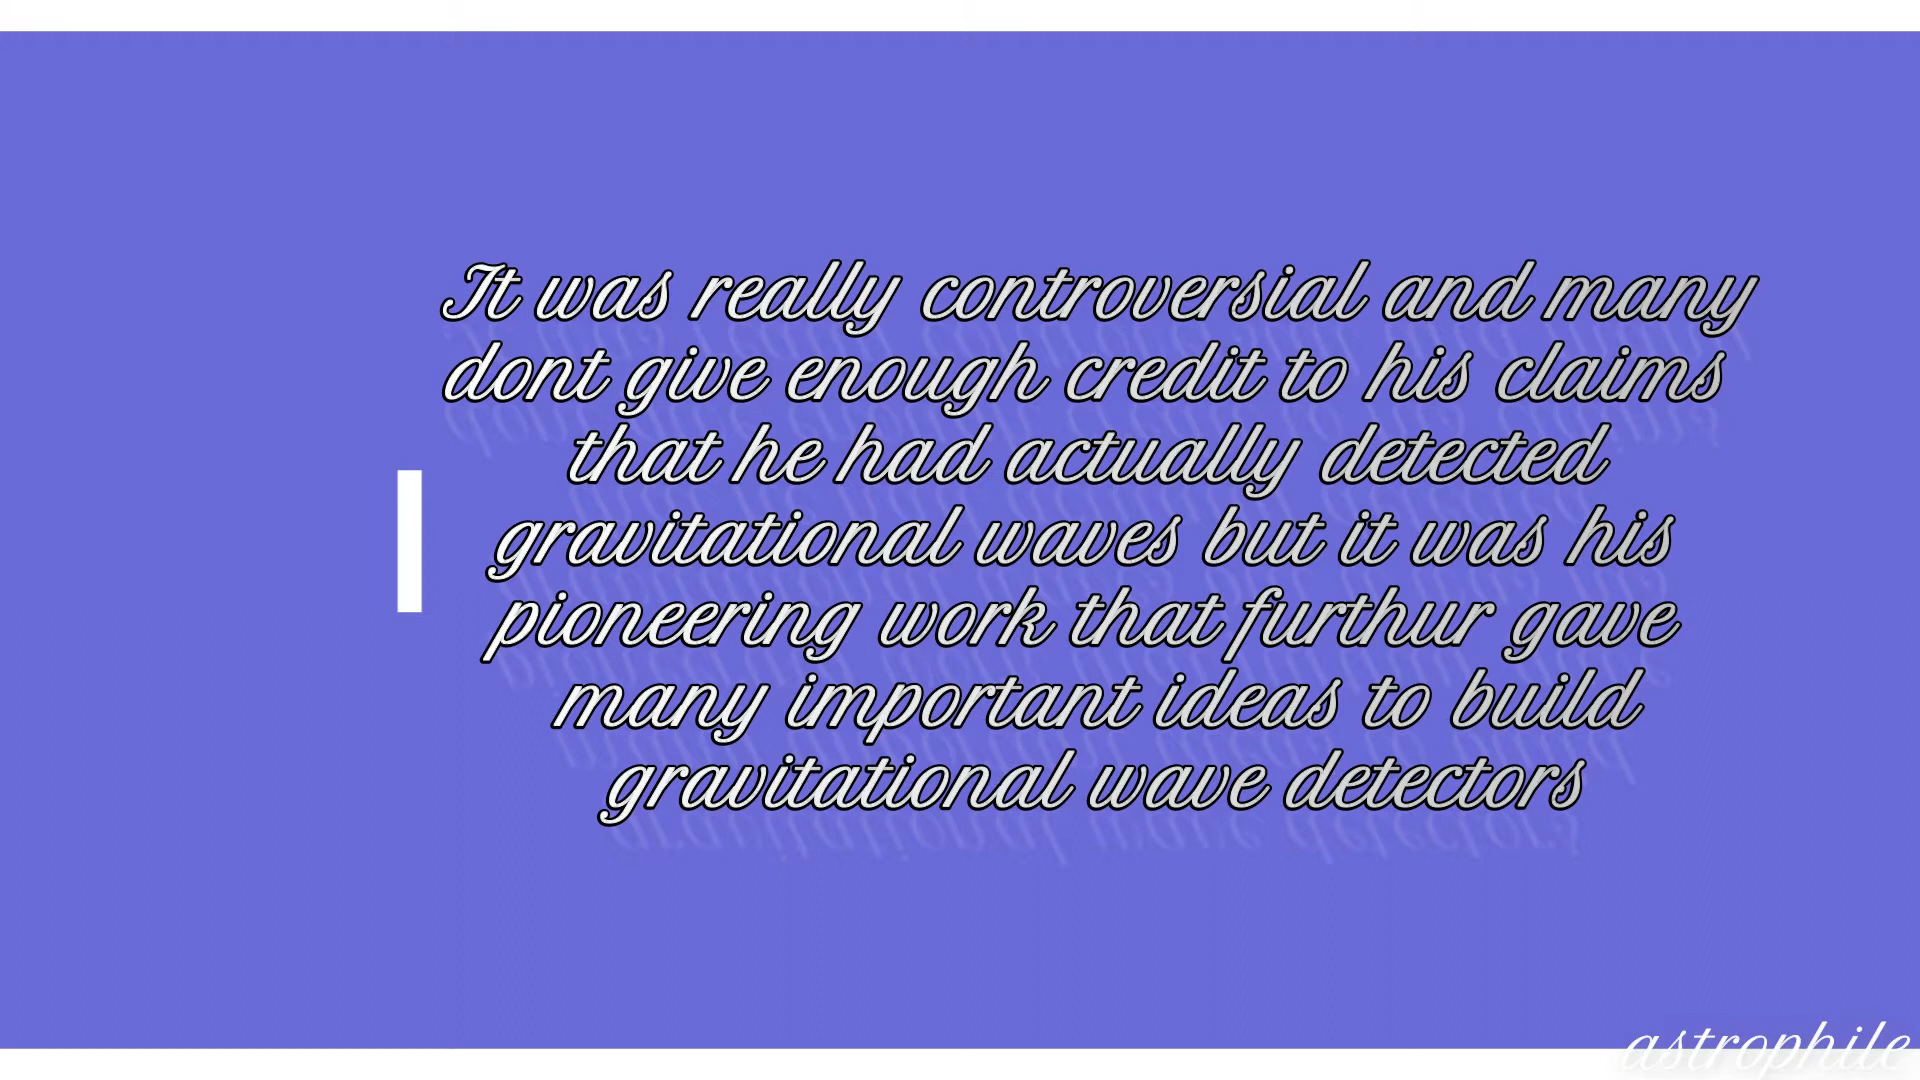 It was really controversial and many
dont give enough credit to his claims
that he had actually detected
gravitational waves but it was his
pioneering work that furthur gave
many important ideas to build
gravitational wave detectors
astrophile